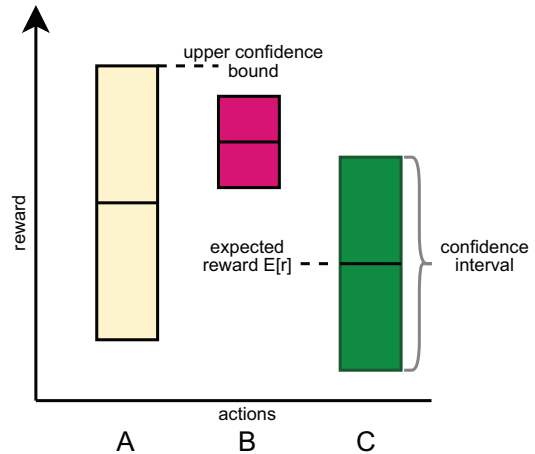 upper confidence
bound
reward
expected
reward E[r]
confidence
interval
actions
A
B
C